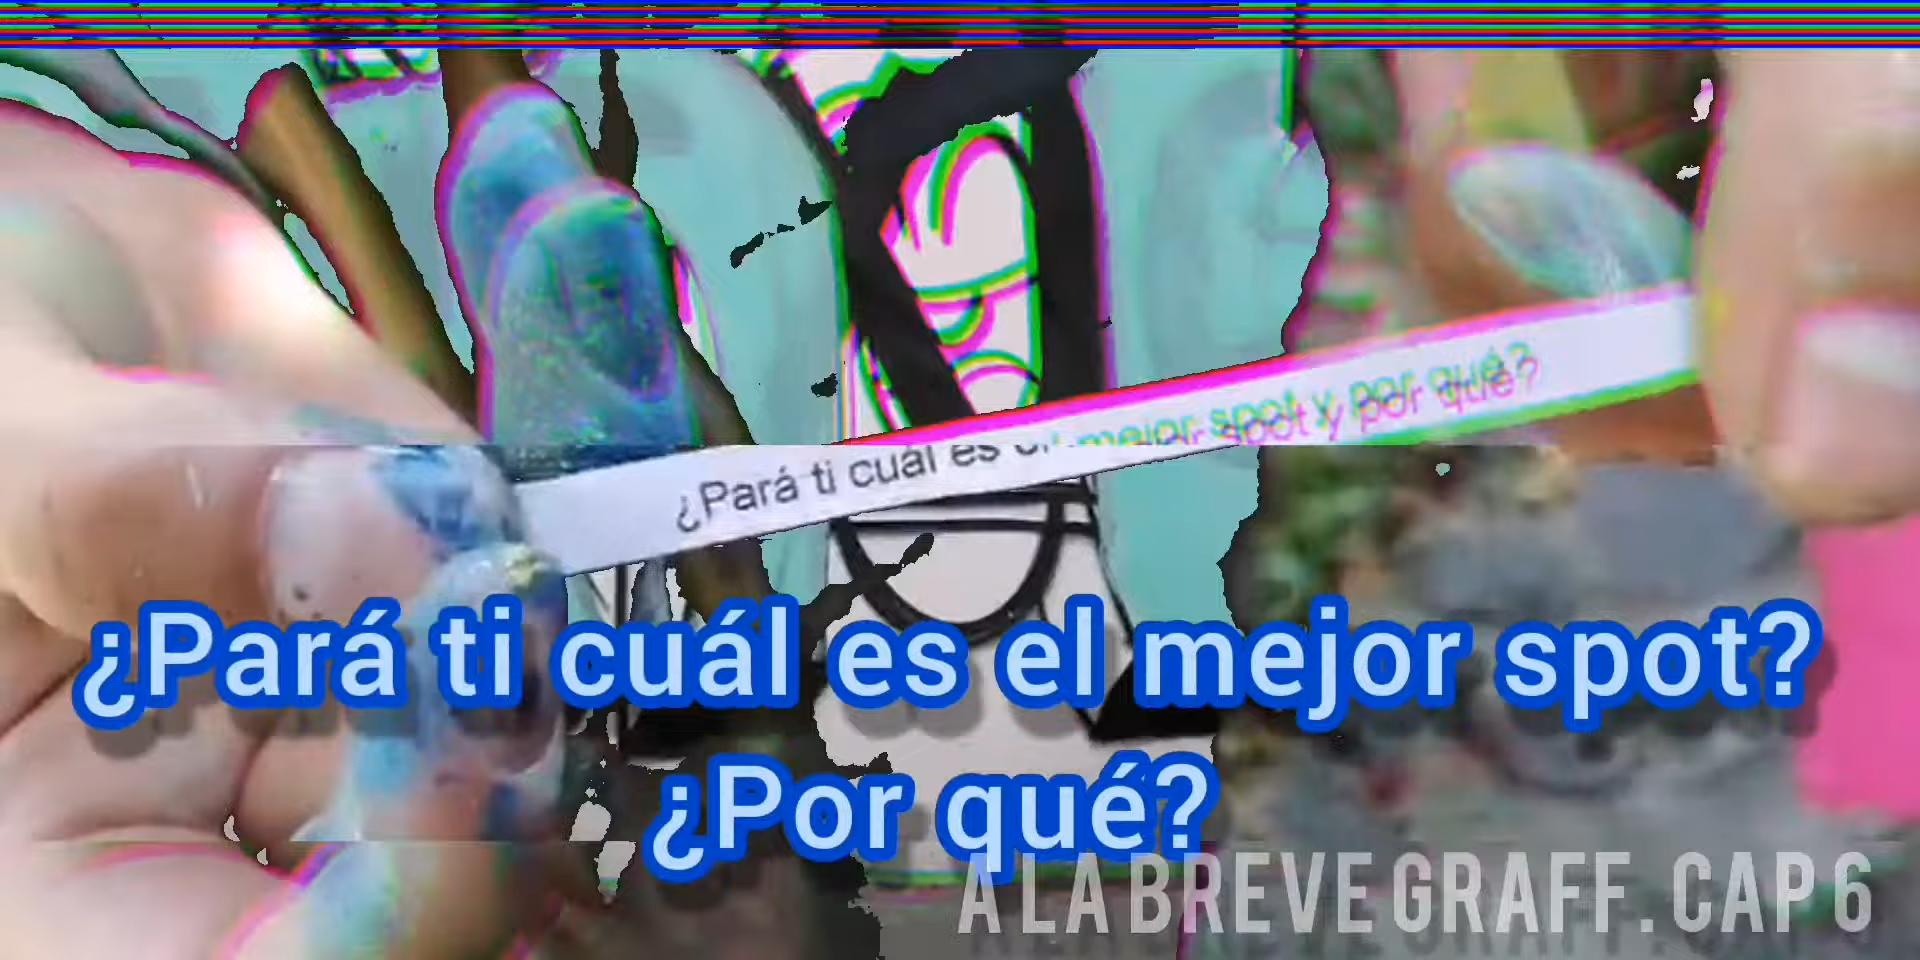 ¿Pará ti cuál es el mejor spot y por qué?
¿Pará ti cuál es el mejor spot?
¿Por qué?
A LA BREVE GRAFF. CAP 6